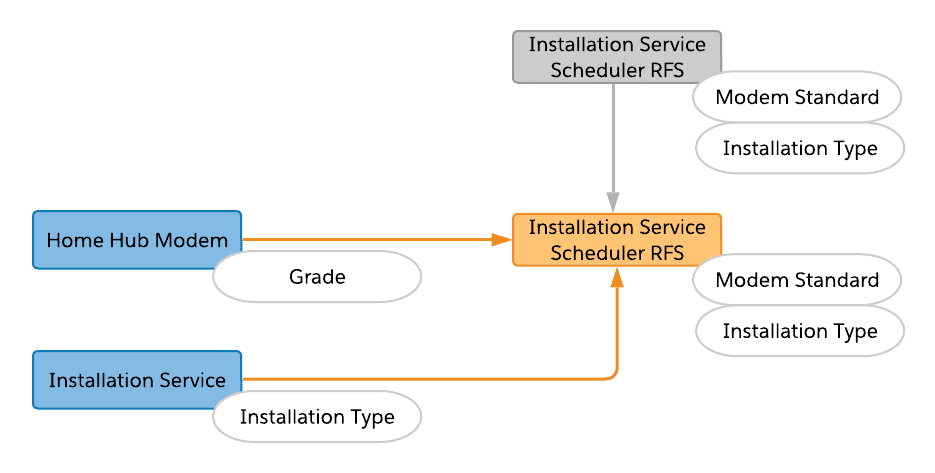 Installation Service
Scheduler RFS
Modem Standard
Installation Type
Home Hub Modem
Grade
Installation Service
Scheduler RFS
Modem Standard
Installation Type
Installation Service
Installation Type